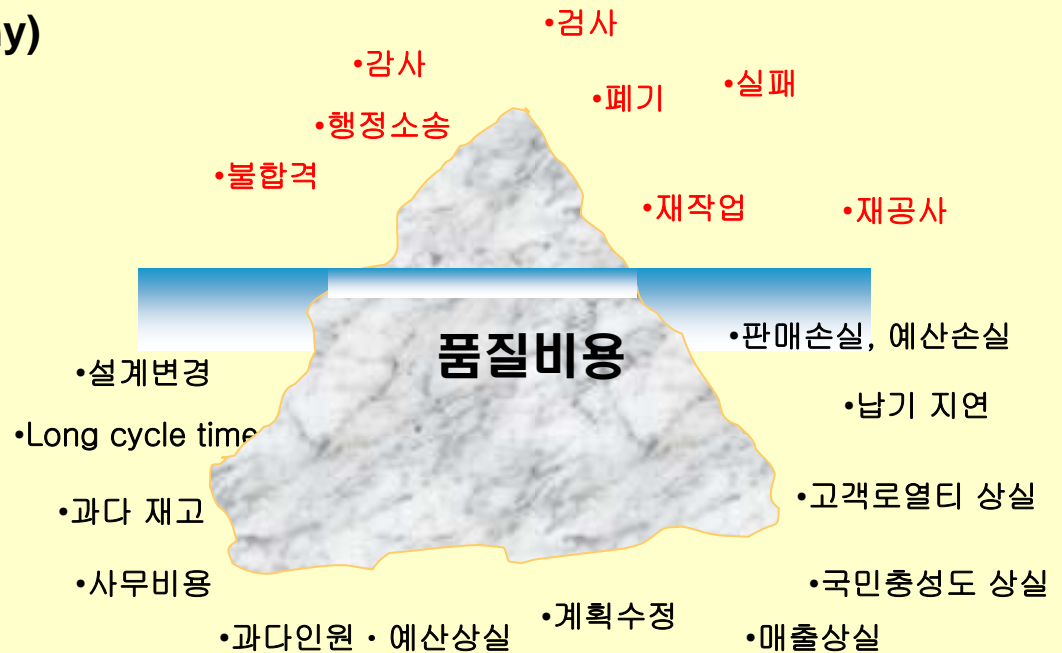 ny)
•검사
•감사
•실패
•폐기
•행정소송
•불합격
•재작업
•재공사
품질비용
•판매손실, 예산손실
•설계변경
•납기 지연
•Long cycle time
•고객로열티 상실
•과다 재고
•사무비용
•국민충성도 상실
•계획수정
•과다인원 · 예산상실
•매출상실